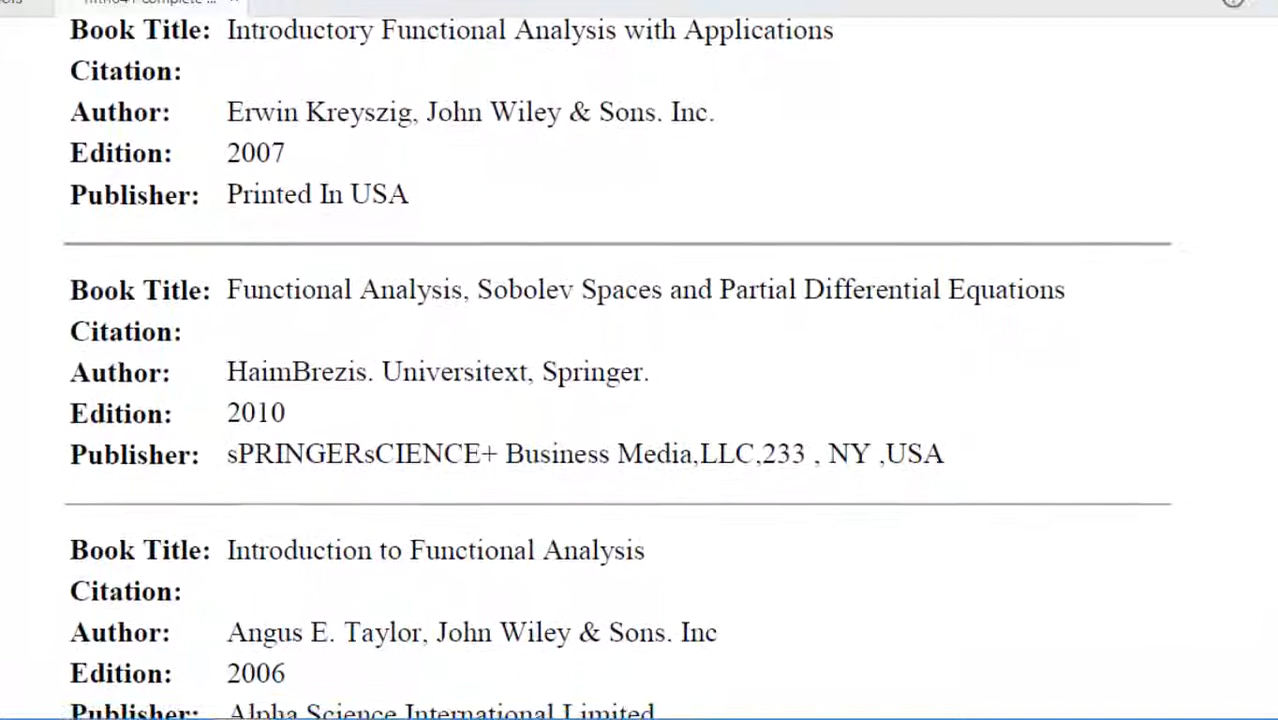 Book Title: Introductory Functional Analysis with Applications
Citation:
Author: Erwin Kreyszig, John Wiley & Sons. Inc.
Edition: 2007
Publisher: Printed In USA
Book Title: Functional Analysis, Sobolev Spaces and Partial Differential Equations
Citation:
Author: HaimBrezis. Universitext, Springer.
Edition: 2010
Publisher: sPRINGERsCIENCE+ Business Media,LLC,233 , NY ,USA
Book Title: Introduction to Functional Analysis
Citation:
Author: Angus E. Taylor, John Wiley & Sons. Inc
Edition: 2006
Publisher: Alpha Science International Limited